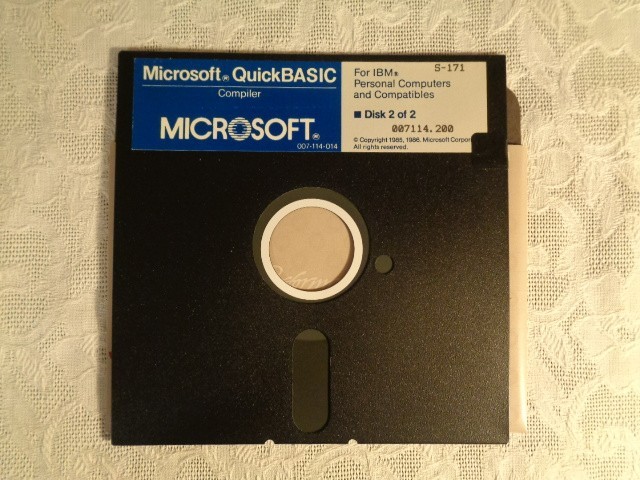 Microsoft® QuickBASIC
Compiler
MICROSOFT®
007-114-014
S-171
For IBM®
Personal Computers
and Compatibles
■ Disk 2 of 2
007114.200
© Copyright 1985, 1986, Microsoft Corpor
All rights reserved.